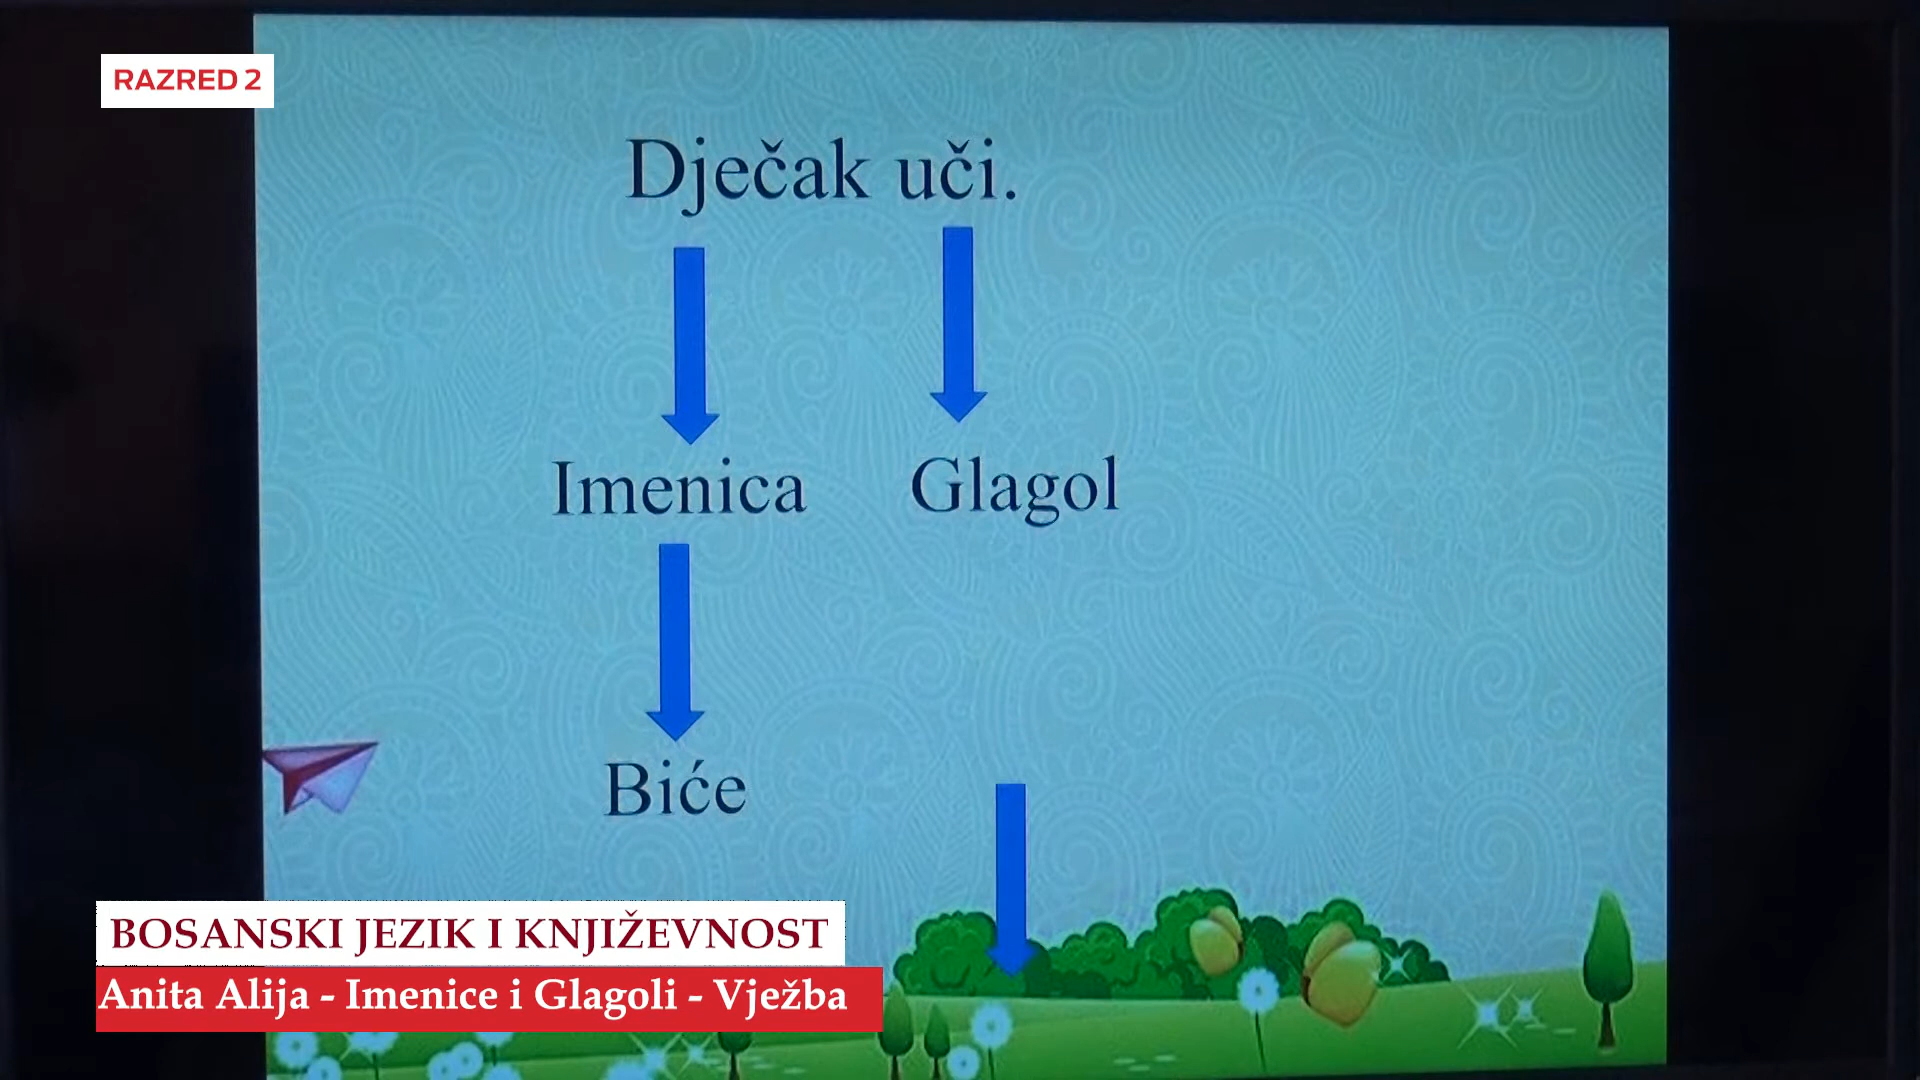 RAZRED 2
Dječak uči.
Imenica Glagol
Biće
BOSANSKI JEZIK I KNJIŽEVNOST
Anita Alija - Imenice i Glagoli - Vježba